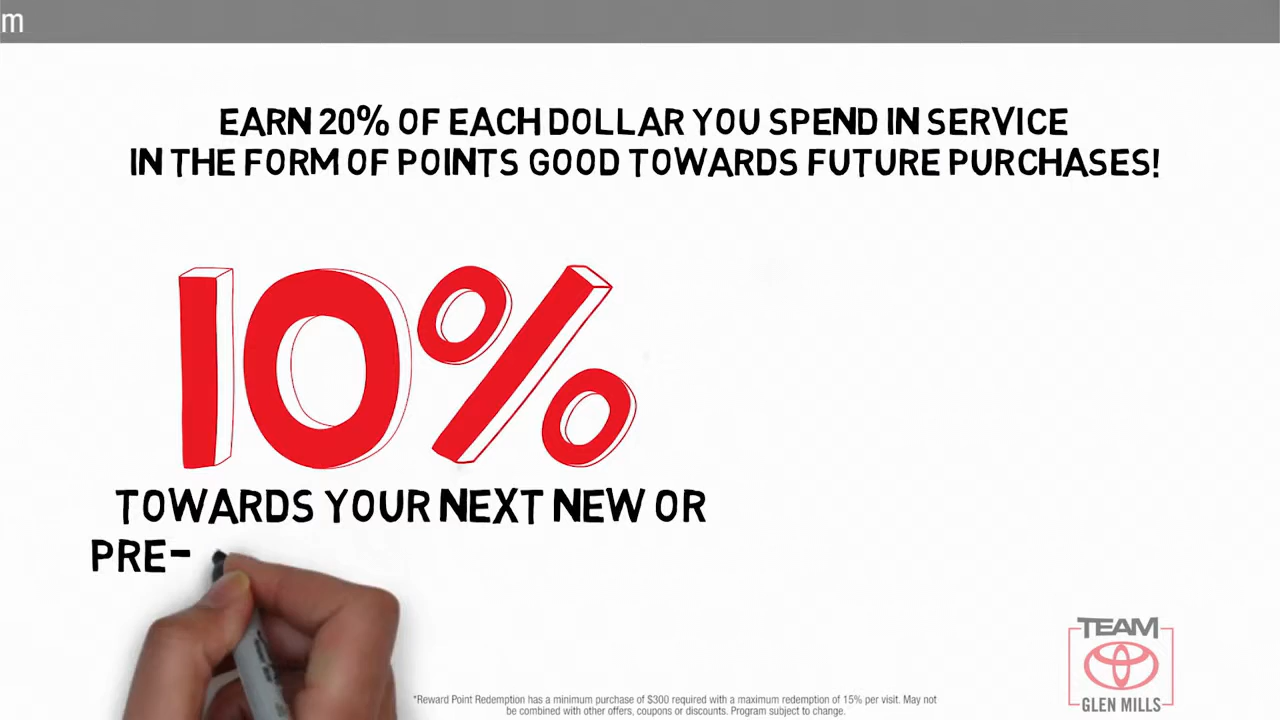 m
EARN 20% OF EACH DOLLAR YOU SPEND IN SERVICE
IN THE FORM OF POINTS GOOD TOWARDS FUTURE PURCHASES!
10%
TOWARDS YOUR NEXT NEW OR
PRE-
TEAM
GLEN MILLS
*Reward Point Redemption has a minimum purchase of $300 required with a maximum redemption of 15% per visit. May not
be combined with other offers, coupons or discounts. Program subject to change.